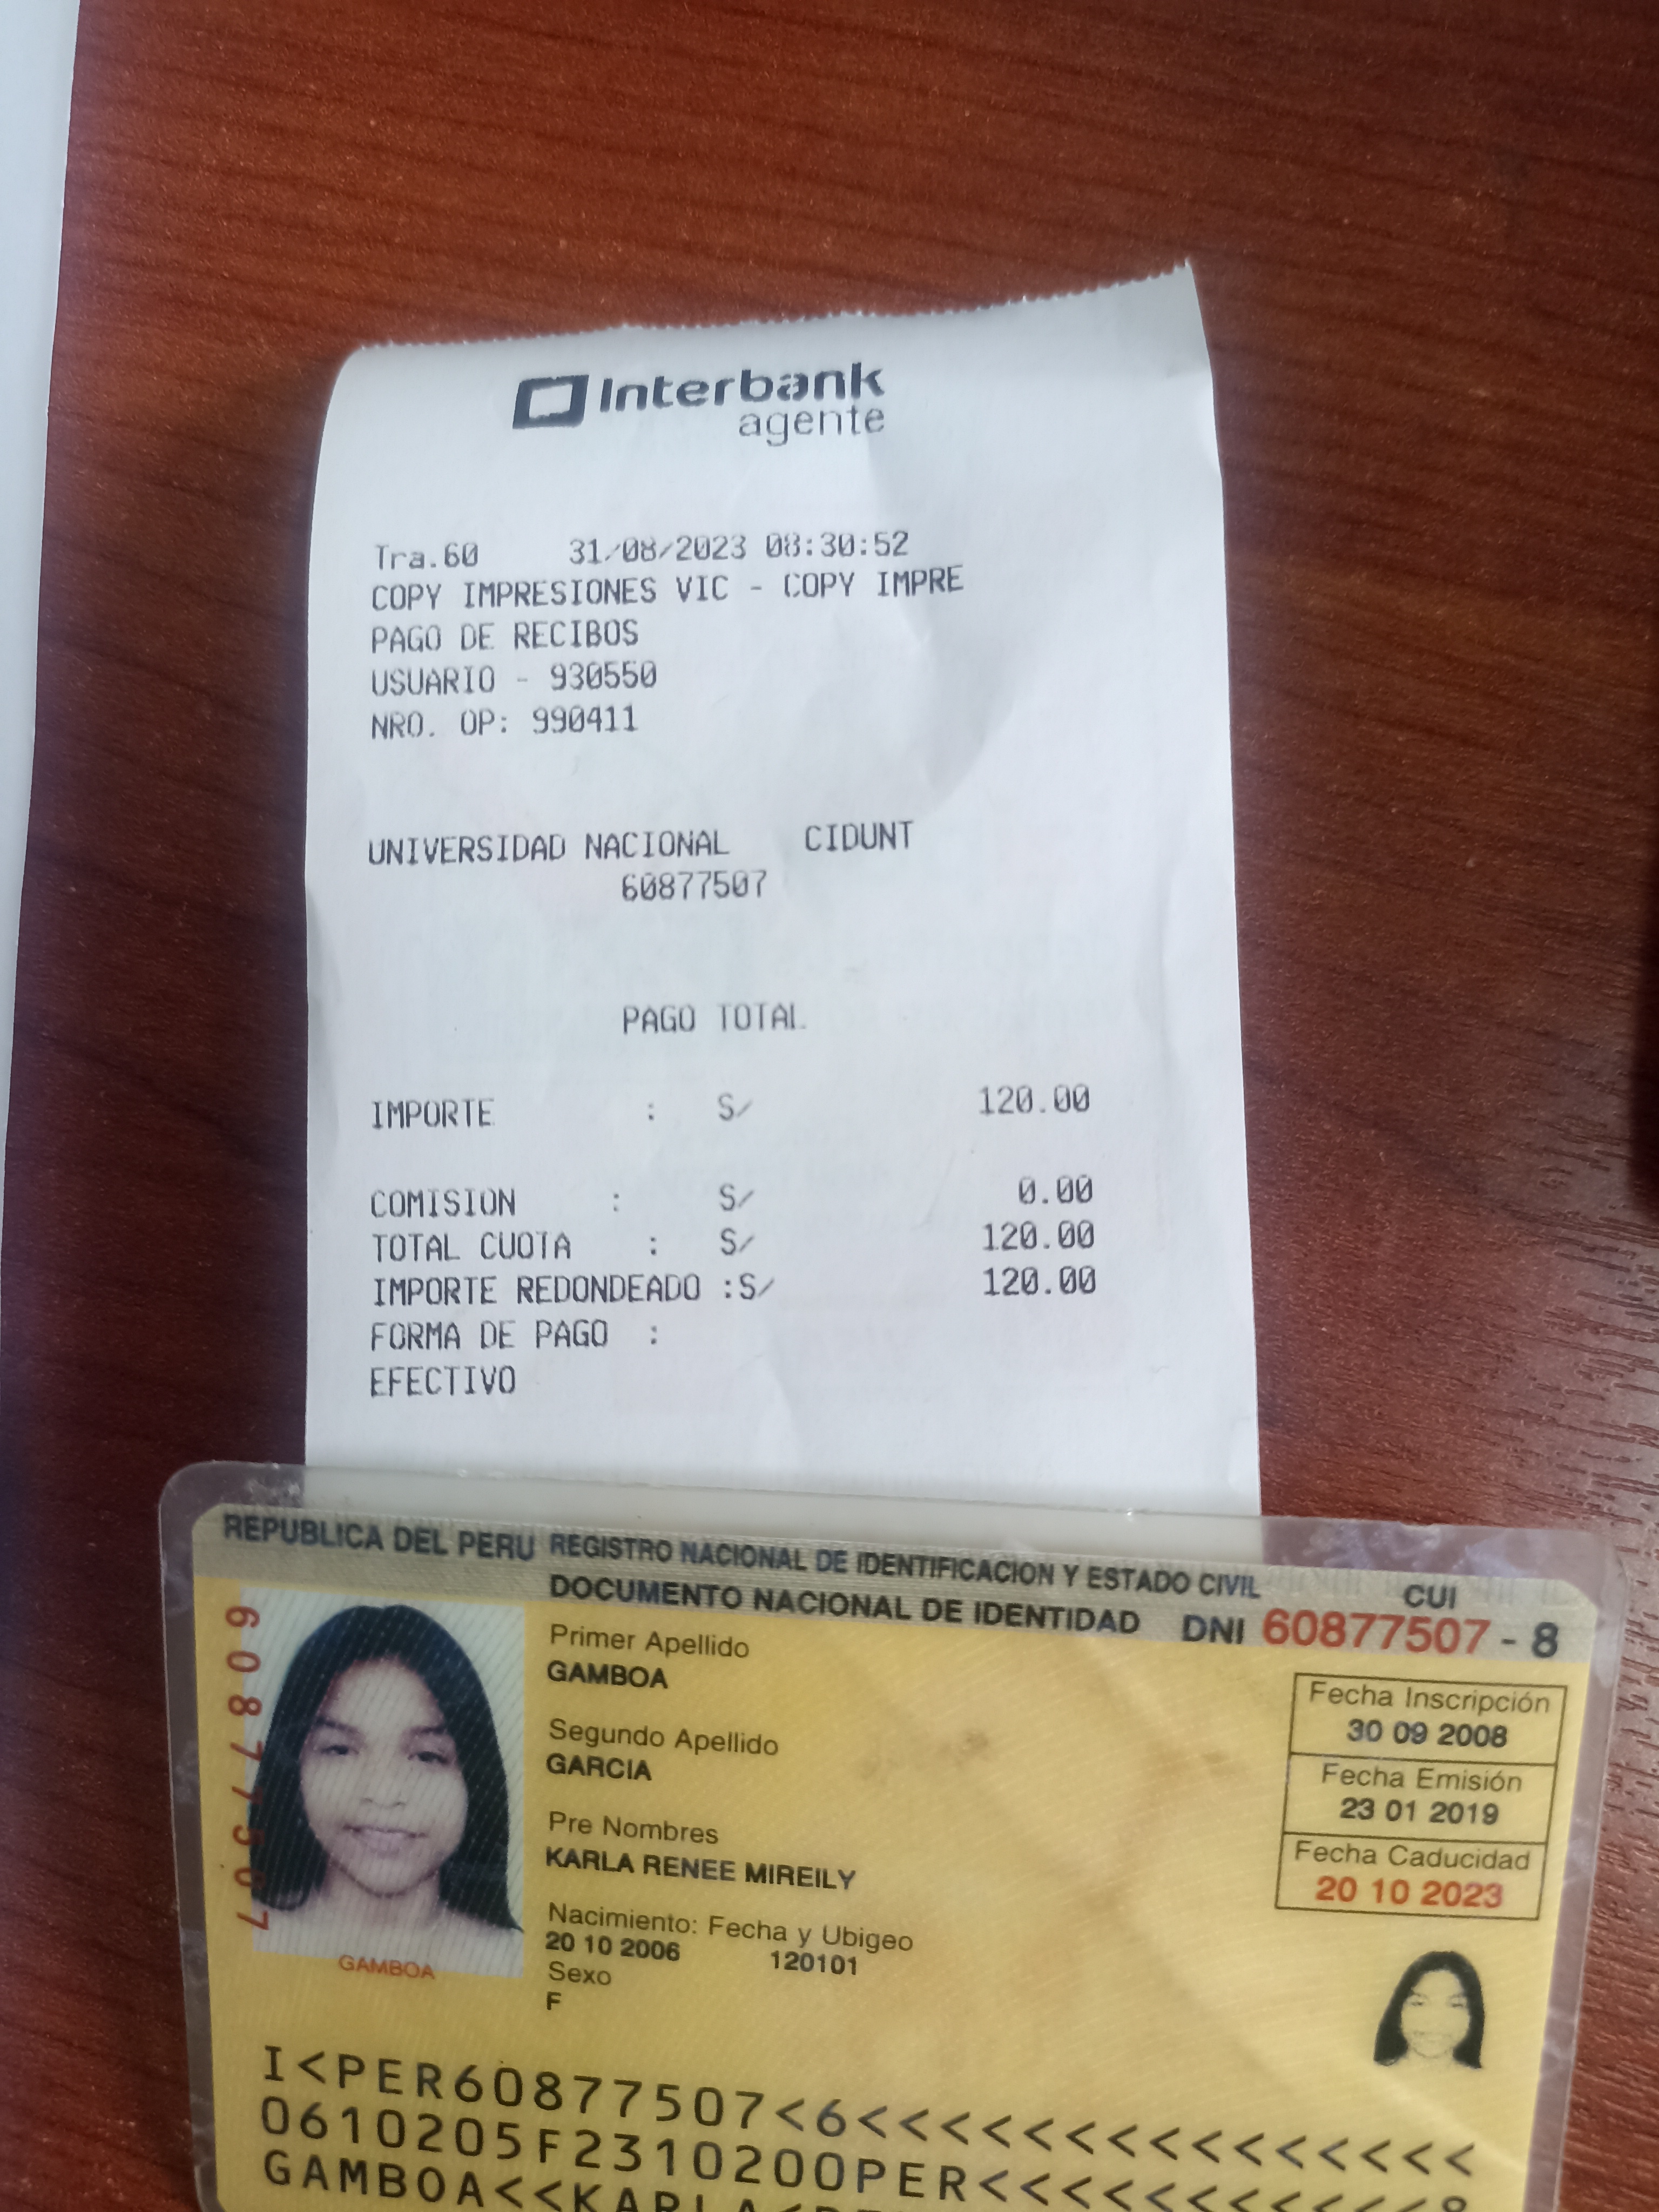 Interbank
agente
Tra.60 31/08/2023 08:30:52
COPY IMPRESIONES VIC - COPY IMPRE
PAGO DE RECIBOS
USUARIO - 930550
NRO. OP: 990411
UNIVERSIDAD NACIONAL CIDUNT
60877507
PAGO TOTAL
IMPORTE : S/ 120.00
COMISION : S/ 0.00
TOTAL CUOTA : S/ 120.00
IMPORTE REDONDEADO :S/ 120.00
FORMA DE PAGO :
EFECTIVO
REPUBLICA DEL PERU REGISTRO NACIONAL DE IDENTIFICACION Y ESTADO CIVIL CUI
DOCUMENTO NACIONAL DE IDENTIDAD DNI 60877507 - 8
60877507
Primer Apellido
GAMBOA
Segundo Apellido
GARCIA
Pre Nombres
KARLA RENEE MIREILY
Nacimiento: Fecha y Ubigeo
20 10 2006 120101
Sexo
F
GAMBOA
Fecha Inscripción
30 09 2008
Fecha Emisión
23 01 2019
Fecha Caducidad
20 10 2023
I<PER60877507<6<<<<<<<<<<<<<<<
0610205F2310200PER<<<<<<<<<<<8
GAMBOA<<KARLA<